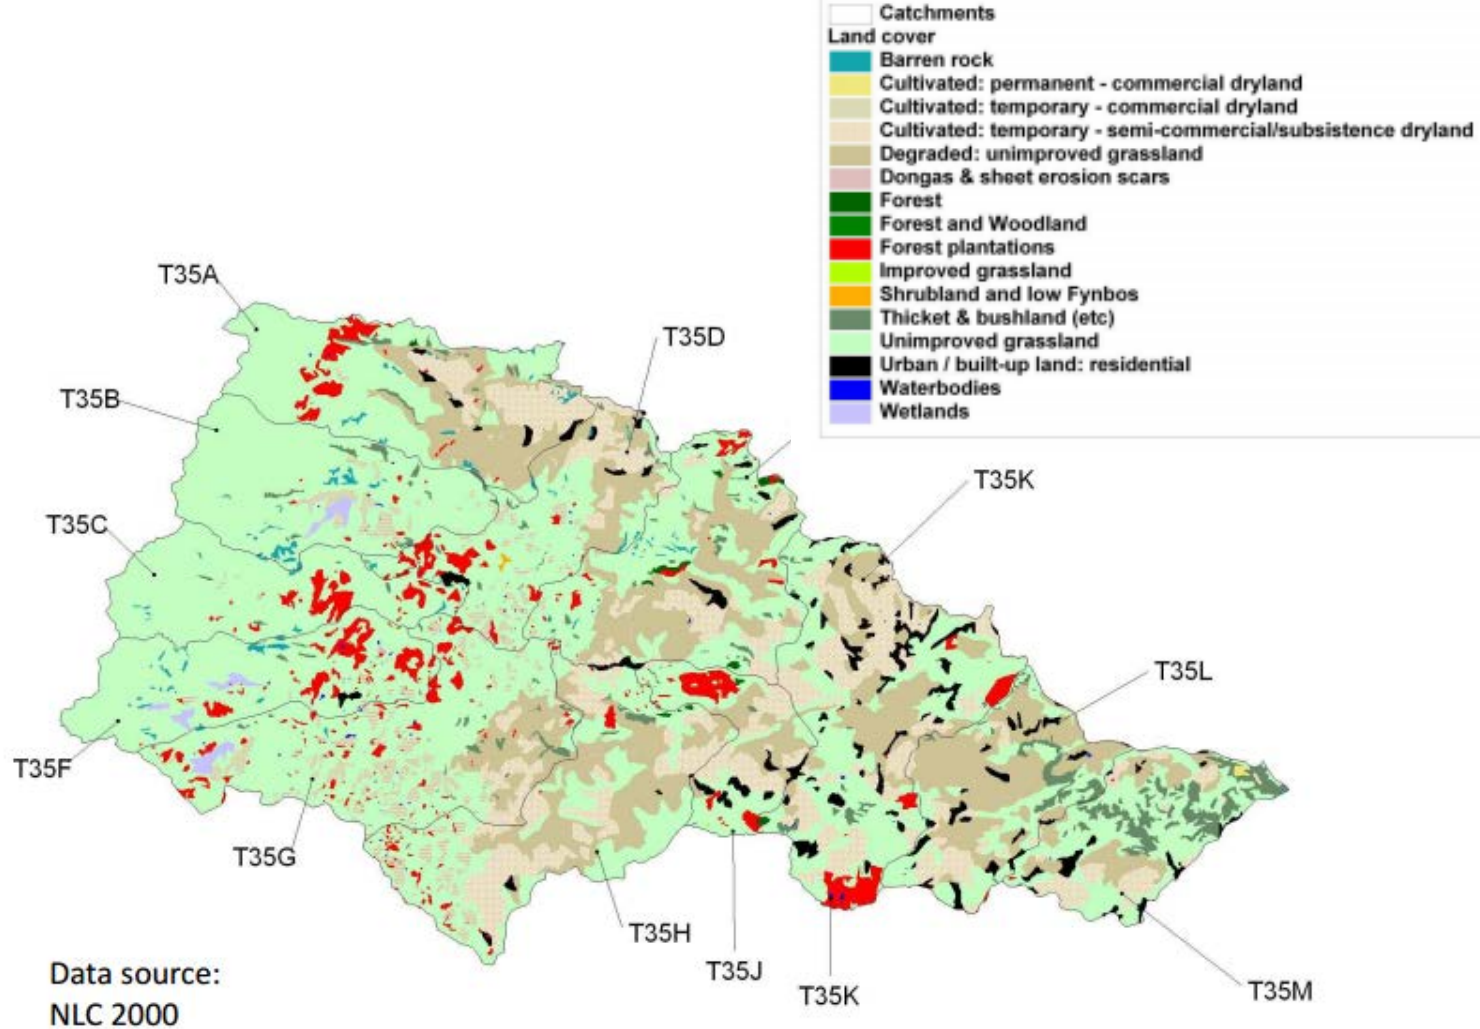 Catchments
Land cover
Barren rock
Cultivated: permanent - commercial dryland
Cultivated: temporary - commercial dryland
Cultivated: temporary - semi-commercial/subsistence dryland
Degraded: unimproved grassland
Dongas & sheet erosion scars
Forest
Forest and Woodland
Forest plantations
Improved grassland
Shrubland and low Fynbos
Thicket & bushland (etc)
Unimproved grassland
Urban / built-up land: residential
Waterbodies
Wetlands
T35A
T35D
T35B
T35K
T35C
T35L
T35F
T35G
T35H
T35J
T35K
T35M
Data source:
NLC 2000